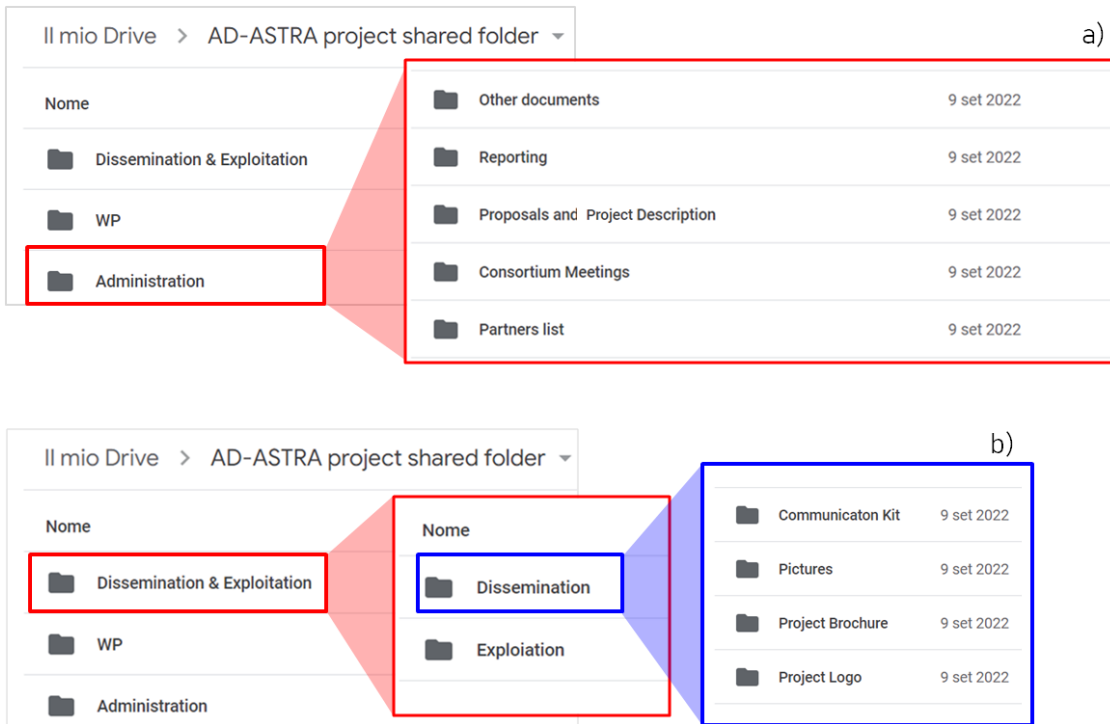 Il mio Drive > AD-ASTRA project shared folder
a)
Nome
Dissemination & Exploitation
WP
Administration
Other documents 9 set 2022
Reporting 9 set 2022
Proposals and Project Description 9 set 2022
Consortium Meetings 9 set 2022
Partners list 9 set 2022
Il mio Drive > AD-ASTRA project shared folder
b)
Nome
Dissemination & Exploitation
WP
Administration
Nome
Dissemination
Exploiation
Communicaton Kit 9 set 2022
Pictures 9 set 2022
Project Brochure 9 set 2022
Project Logo 9 set 2022